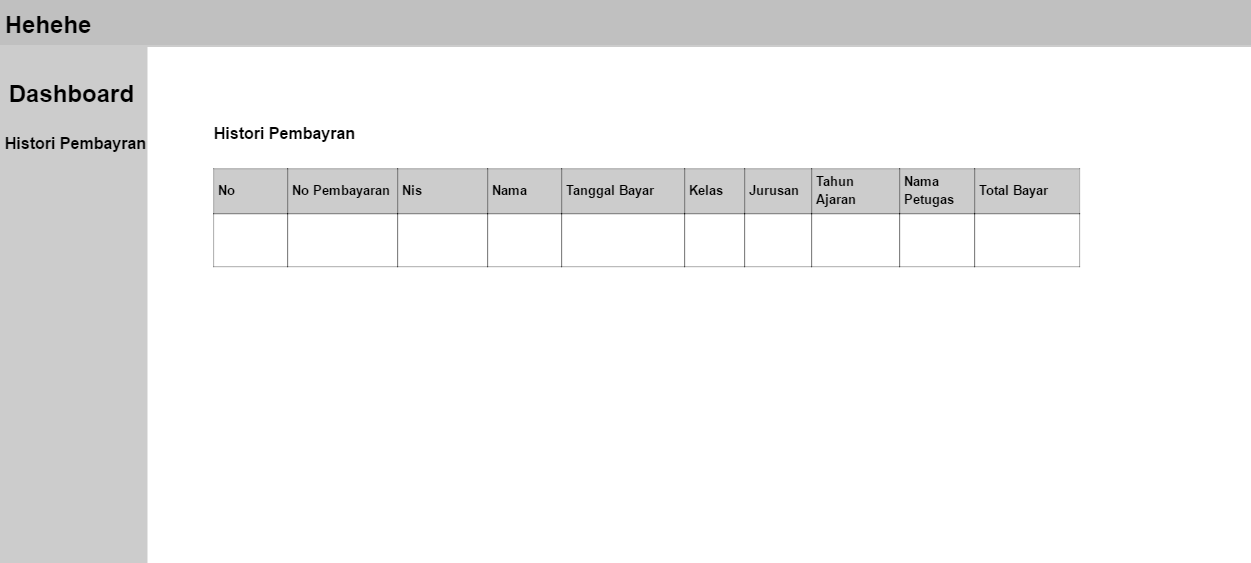 Hehehe
Dashboard
Histori Pembayran
Histori Pembayran
No No Pembayaran Nis Nama Tanggal Bayar Kelas Jurusan Tahun Ajaran Nama Petugas Total Bayar